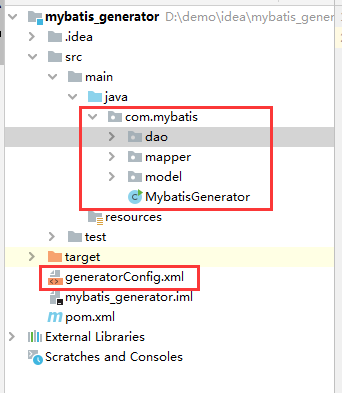 mybatis_generator D:\demo\idea\mybatis_gener
.idea
src
main
java
com.mybatis
dao
mapper
model
MybatisGenerator
resources
test
target
generatorConfig.xml
mybatis_generator.iml
pom.xml
External Libraries
Scratches and Consoles